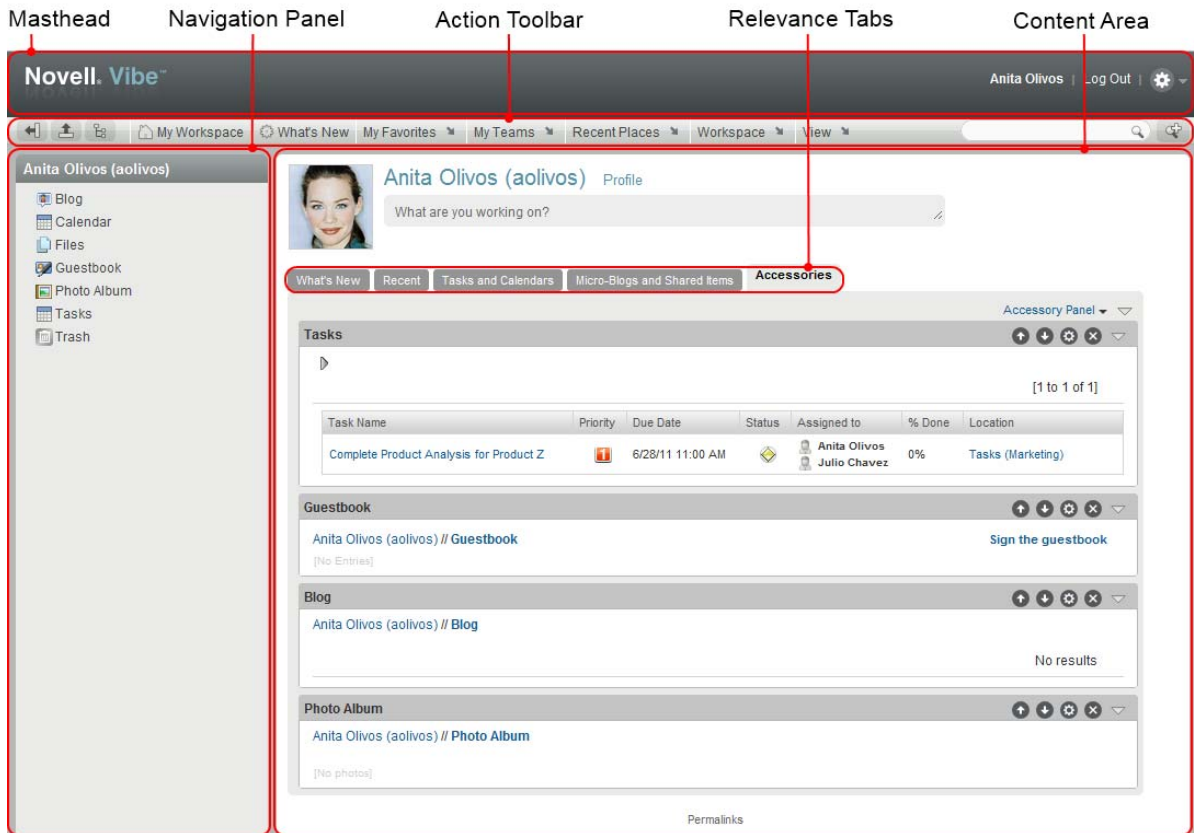 Masthead Navigation Panel Action Toolbar Relevance Tabs Content Area
Novell. Vibe™
Anita Olivos | Log Out |
My Workspace What's New My Favorites My Teams Recent Places Workspace View
Anita Olivos (aolivos)
Blog
Calendar
Files
Guestbook
Photo Album
Tasks
Trash
Anita Olivos (aolivos) Profile
What are you working on?
What's New Recent Tasks and Calendars Micro-Blogs and Shared Items Accessories
Accessory Panel
Tasks
[1 to 1 of 1]
Task Name Priority Due Date Status Assigned to % Done Location
Complete Product Analysis for Product Z 1 6/28/11 11:00 AM Anita Olivos 0% Tasks (Marketing)
Julio Chavez
Guestbook
Anita Olivos (aolivos) // Guestbook Sign the guestbook
[No Entries]
Blog
Anita Olivos (aolivos) // Blog
No results
Photo Album
Anita Olivos (aolivos) // Photo Album
[No photos]
Permalinks